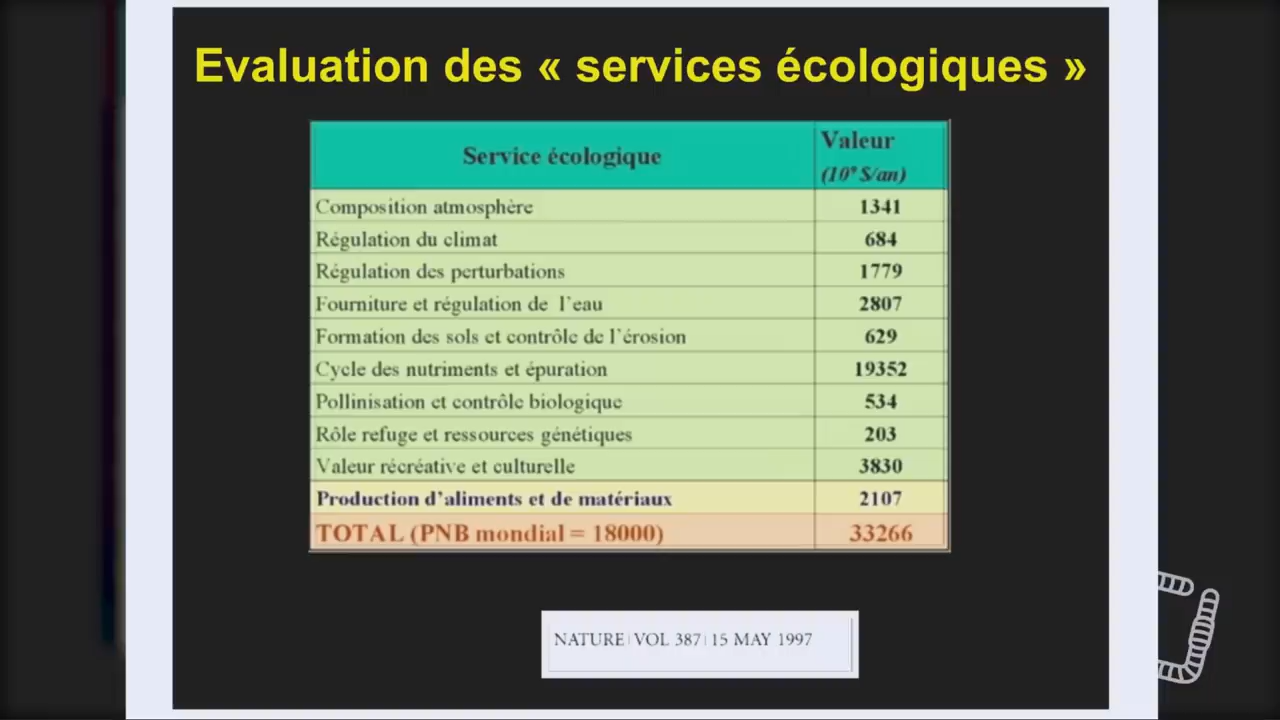 Evaluation des « services écologiques »
Service écologique Valeur (10⁹ $/an)
Composition atmosphère 1341
Régulation du climat 684
Régulation des perturbations 1779
Fourniture et régulation de l'eau 2807
Formation des sols et contrôle de l'érosion 629
Cycle des nutriments et épuration 19352
Pollinisation et contrôle biologique 534
Rôle refuge et ressources génétiques 203
Valeur récréative et culturelle 3830
Production d'aliments et de matériaux 2107
TOTAL (PNB mondial = 18000) 33266
NATURE | VOL 387 | 15 MAY 1997